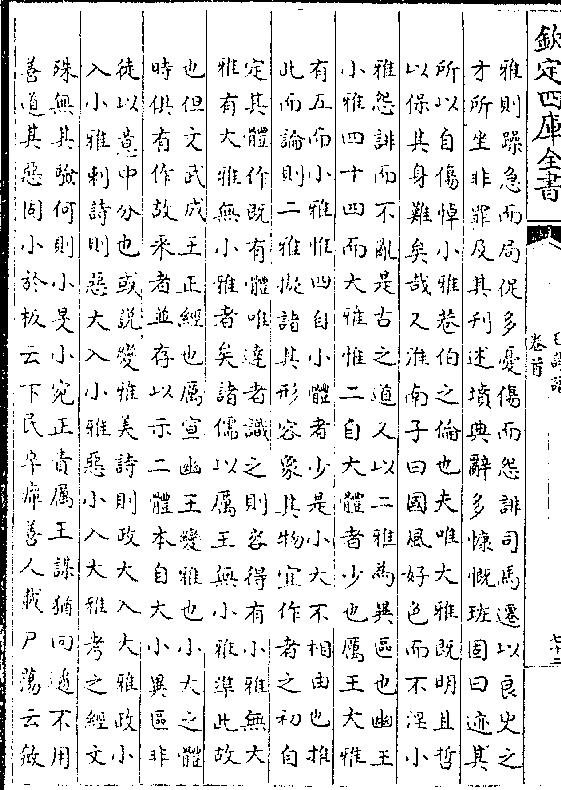 欽定四庫全書
毛詩譜
卷首
雅則躁急而局促多憂傷而怨誹司馬遷以良史之
才所坐非罪及其刋述墳典辭多慷慨班固曰迹其
所以自傷悼小雅巷伯之倫也夫唯大雅既明且哲
以保其身難矣哉又淮南子曰國風好色而不淫小
雅怨誹而不亂是古之道又以二雅為異區也幽王
小雅四十四而大雅惟二自大體者少也厲王大雅
有五而小雅惟四自小體者少是小大不相由也推
此而論則二雅擬諸其形容象其物宜作者之初自
定其體作既有體唯達者識之則容得有小雅無大
雅有大雅無小雅者矣諸儒以厲王無小雅準此故
也但文武成王正經也厲宣幽王變雅也小大之體
時俱有作故采者並存以示二體本自大小異區非
徒以意中分也或説變雅美詩則政大入大雅政小
入小雅刺詩則惡大入小雅惡小入大雅考之經文
殊無其驗何則小旻小宛正責厲王謀猶回遹不用
善道其惡固小於板云下民卒癉善人載尸蕩云斂